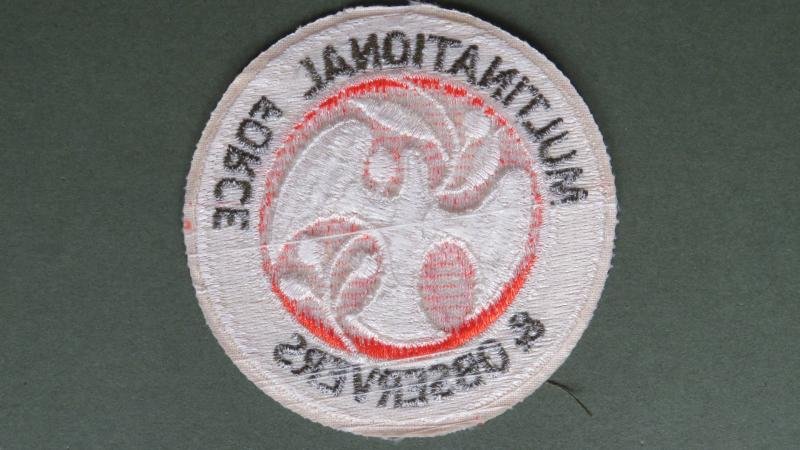 MULTINATIONAL FORCE
& OBSERVERS